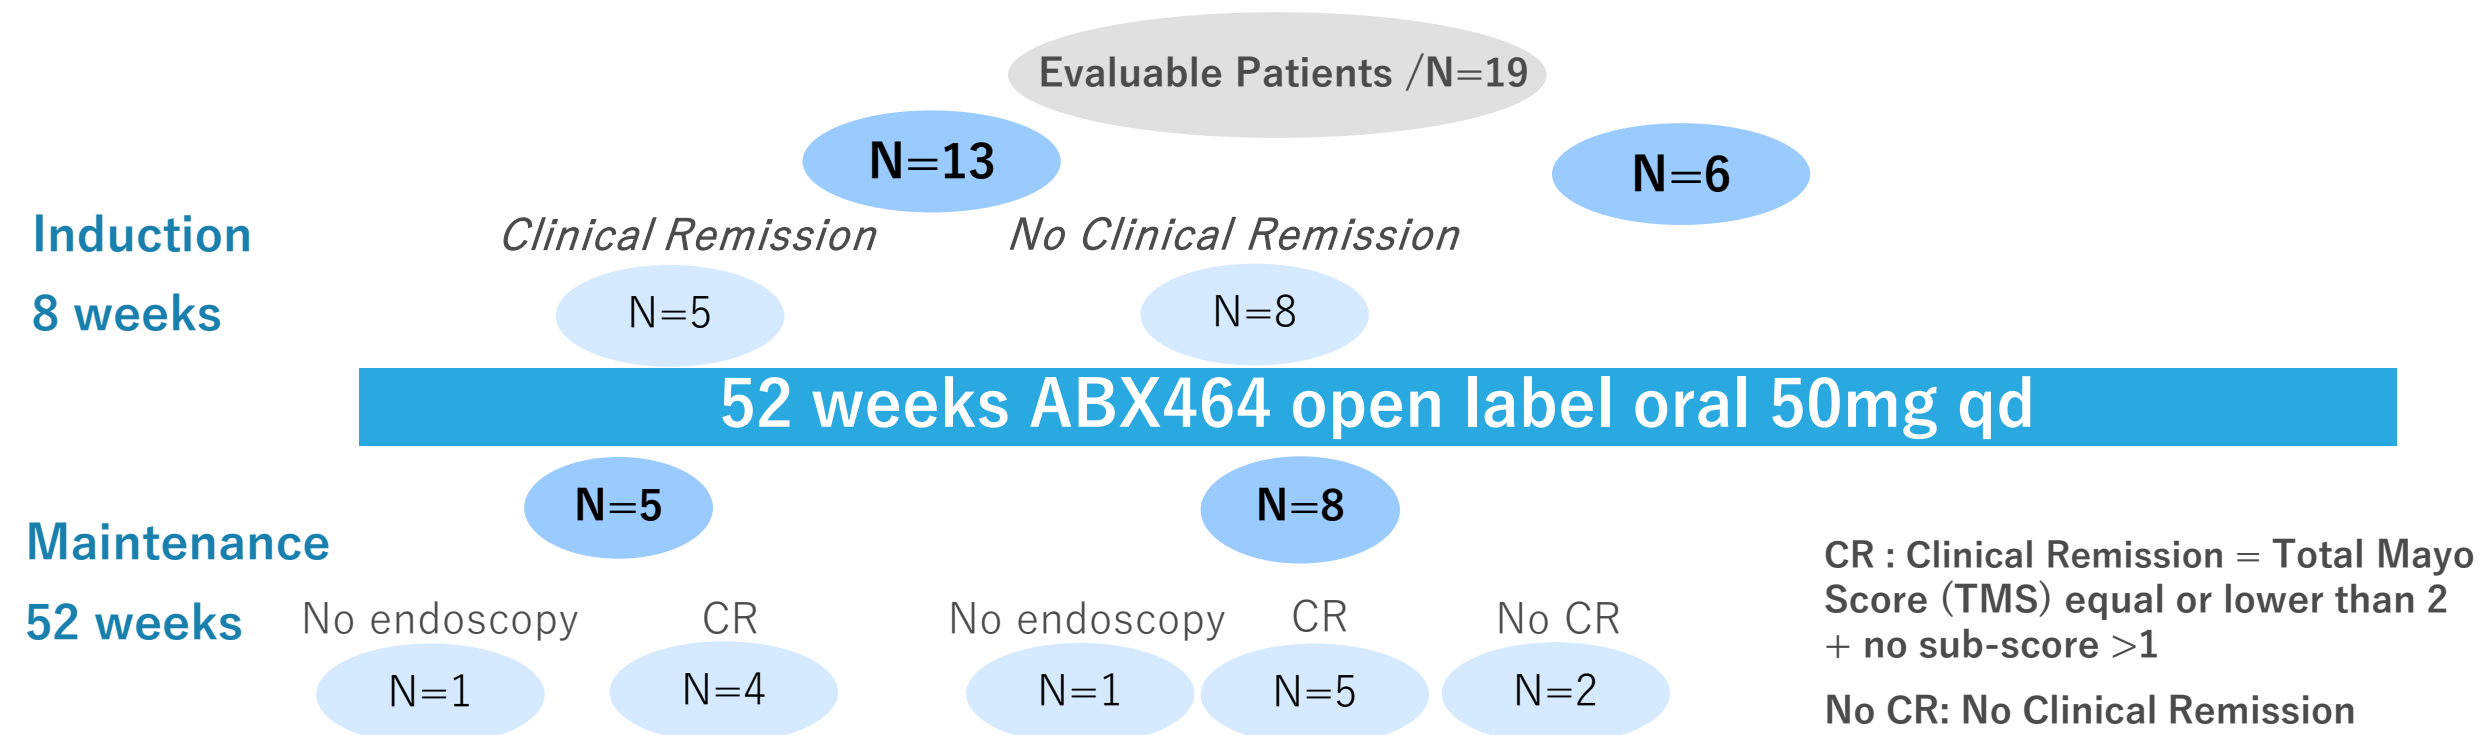 Evaluable Patients /N=19
N=13
N=6
Induction
8 weeks
Clinical Remission
No Clinical Remission
N=5
N=8
52 weeks ABX464 open label oral 50mg qd
N=5
N=8
Maintenance
52 weeks
No endoscopy
CR
No endoscopy
CR
No CR
N=1
N=4
N=1
N=5
N=2
CR : Clinical Remission = Total Mayo
Score (TMS) equal or lower than 2
+ no sub-score >1
No CR: No Clinical Remission